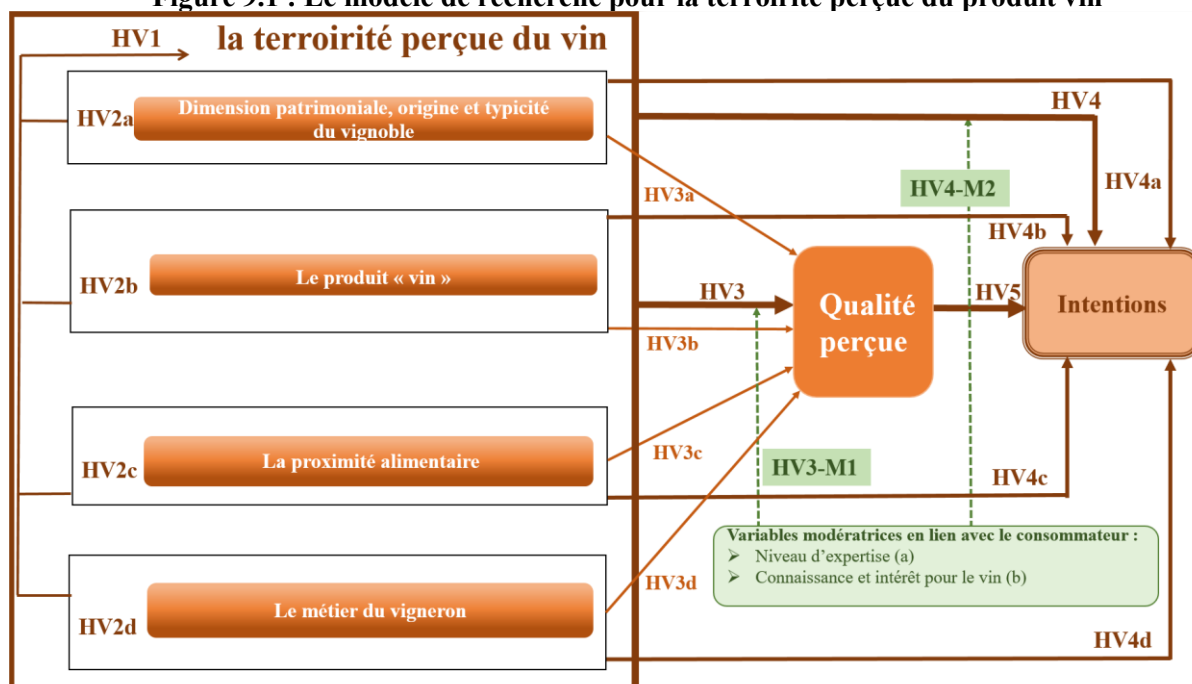 Figure 9.1 : Le modèle de recherche pour la terroirité perçue du produit vin
HV1
la terroirité perçue du vin
HV4
HV2a
Dimension patrimoniale, origine et typicité
du vignoble
HV3a
HV4-M2
HV4a
HV4b
HV2b
Le produit « vin »
HV3
Qualité
perçue
HV5
Intentions
HV3b
HV2c
La proximité alimentaire
HV3c
HV3-M1
HV4c
Variables modératrices en lien avec le consommateur :
➢ Niveau d’expertise (a)
➢ Connaissance et intérêt pour le vin (b)
HV3d
HV2d
Le métier du vigneron
HV4d